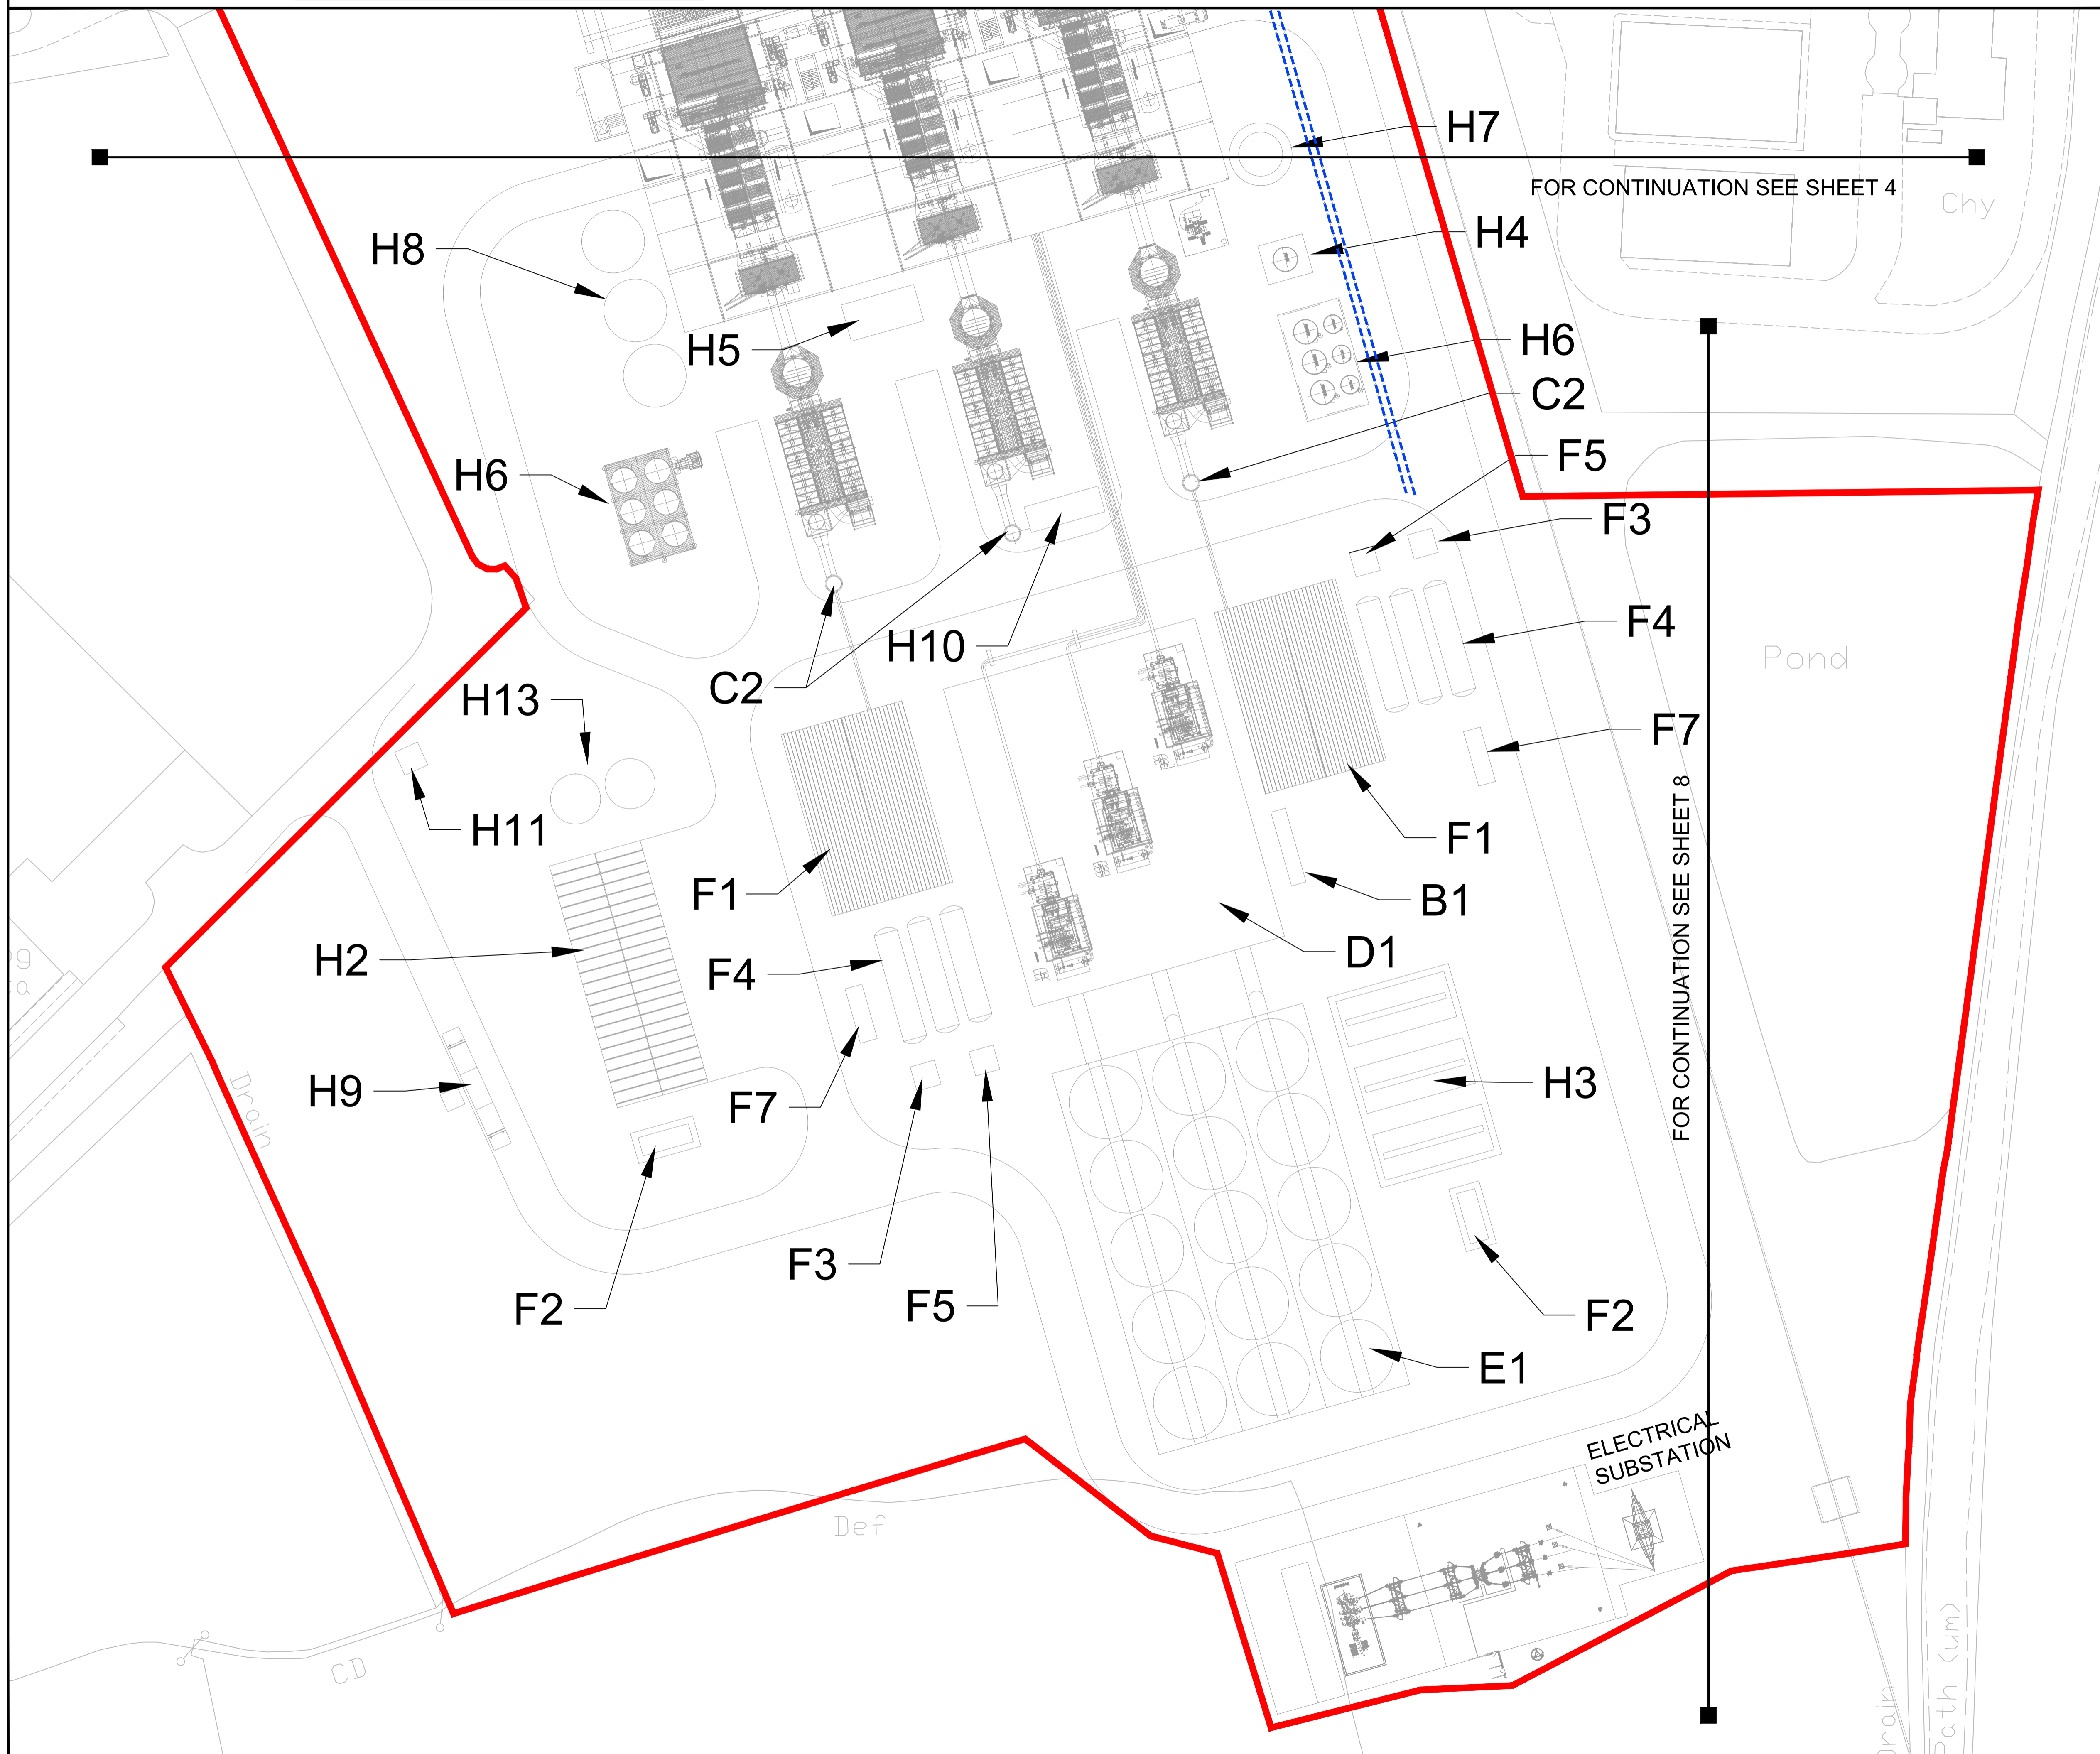 H7
FOR CONTINUATION SEE SHEET 4
Chy
H8
H4
H5
H6
C2
H6
F5
F3
H10
F4
C2
Pond
H13
F7
H11
F1
F1
B1
FOR CONTINUATION SEE SHEET 8
H2
F4
D1
H9
F7
H3
Drain
F3
F5
F2
F2
E1
ELECTRICAL
SUBSTATION
Def
CD
Path (um)